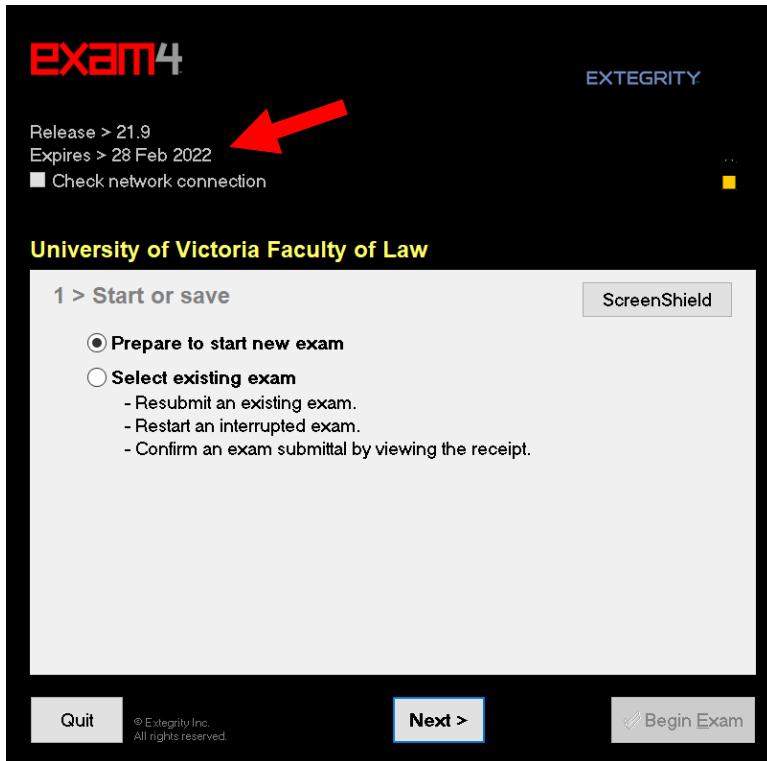 exam4
EXTEGRITY
Release > 21.9
Expires > 28 Feb 2022
Check network connection
University of Victoria Faculty of Law
1 > Start or save
ScreenShield
Prepare to start new exam
Select existing exam
- Resubmit an existing exam.
- Restart an interrupted exam.
- Confirm an exam submittal by viewing the receipt.
Quit
© Extegrity Inc.
All rights reserved.
Next >
Begin Exam